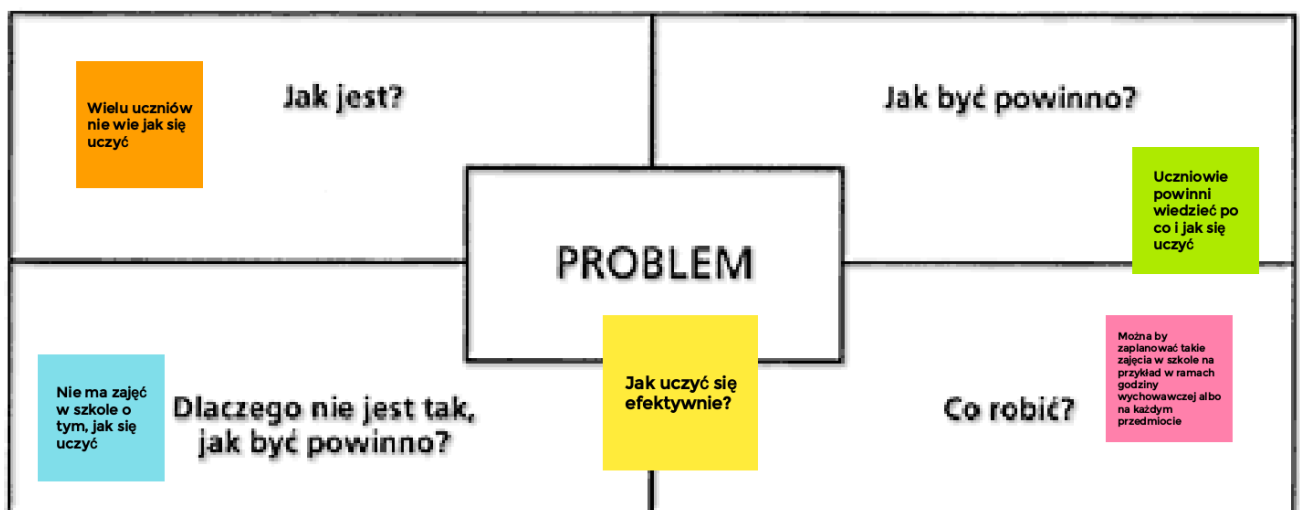 Jak jest?
Wielu uczniów
nie wie jak się
uczyć
Jak być powinno?
Uczniowie
powinni
wiedzieć po
co i jak się
uczyć
PROBLEM
Jak uczyć się
efektywnie?
Nie ma zajęć
w szkole o
tym, jak się
uczyć
Dlaczego nie jest tak,
jak być powinno?
Co robić?
Można by
zaplanować takie
zajęcia w szkole na
przykład w ramach
godziny
wychowawczej albo
na każdym
przedmiocie